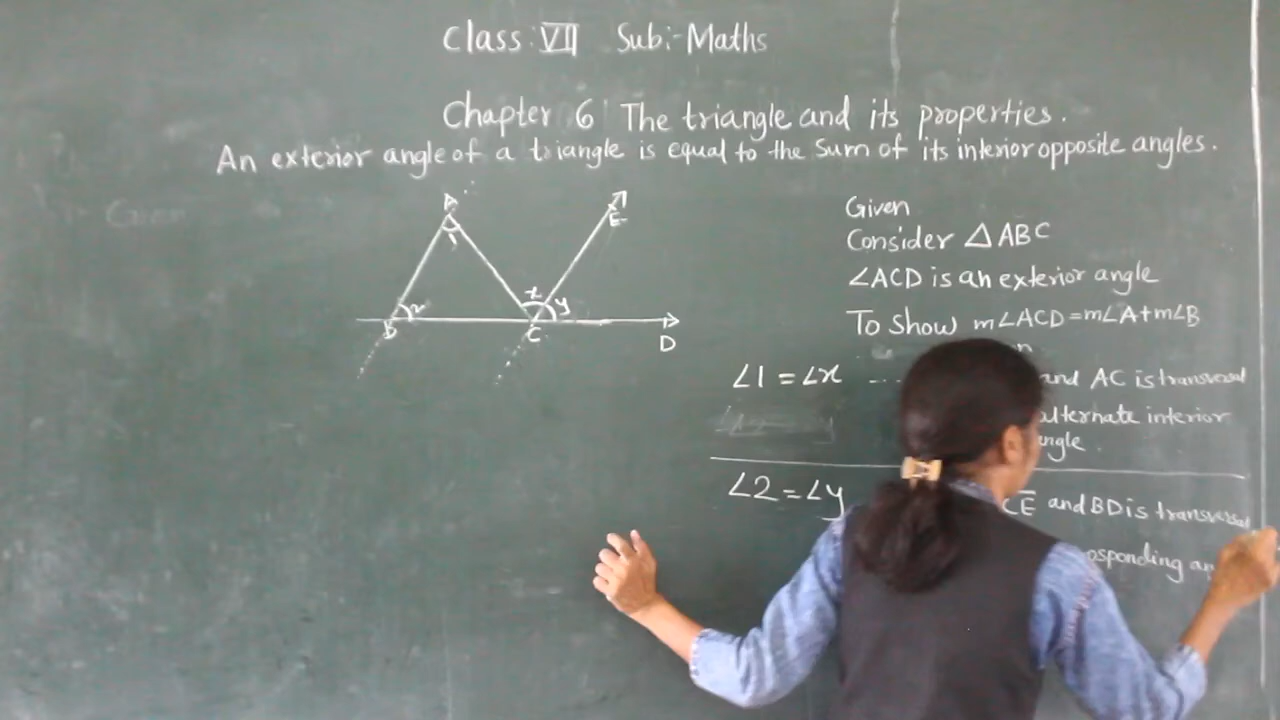 Class: VII Sub:-Maths
Chapter 6 The triangle and its properties.
An exterior angle of a triangle is equal to the sum of its interior opposite angles.
A
E
1
x
y
2
B
C
D
Given
Consider △ABC
∠ACD is an exterior angle
To Show m∠ACD=m∠A+m∠B
∠1 = ∠x ... and AC is transversal
alternate interior
angle.
∠2 = ∠y CE and BD is transversal